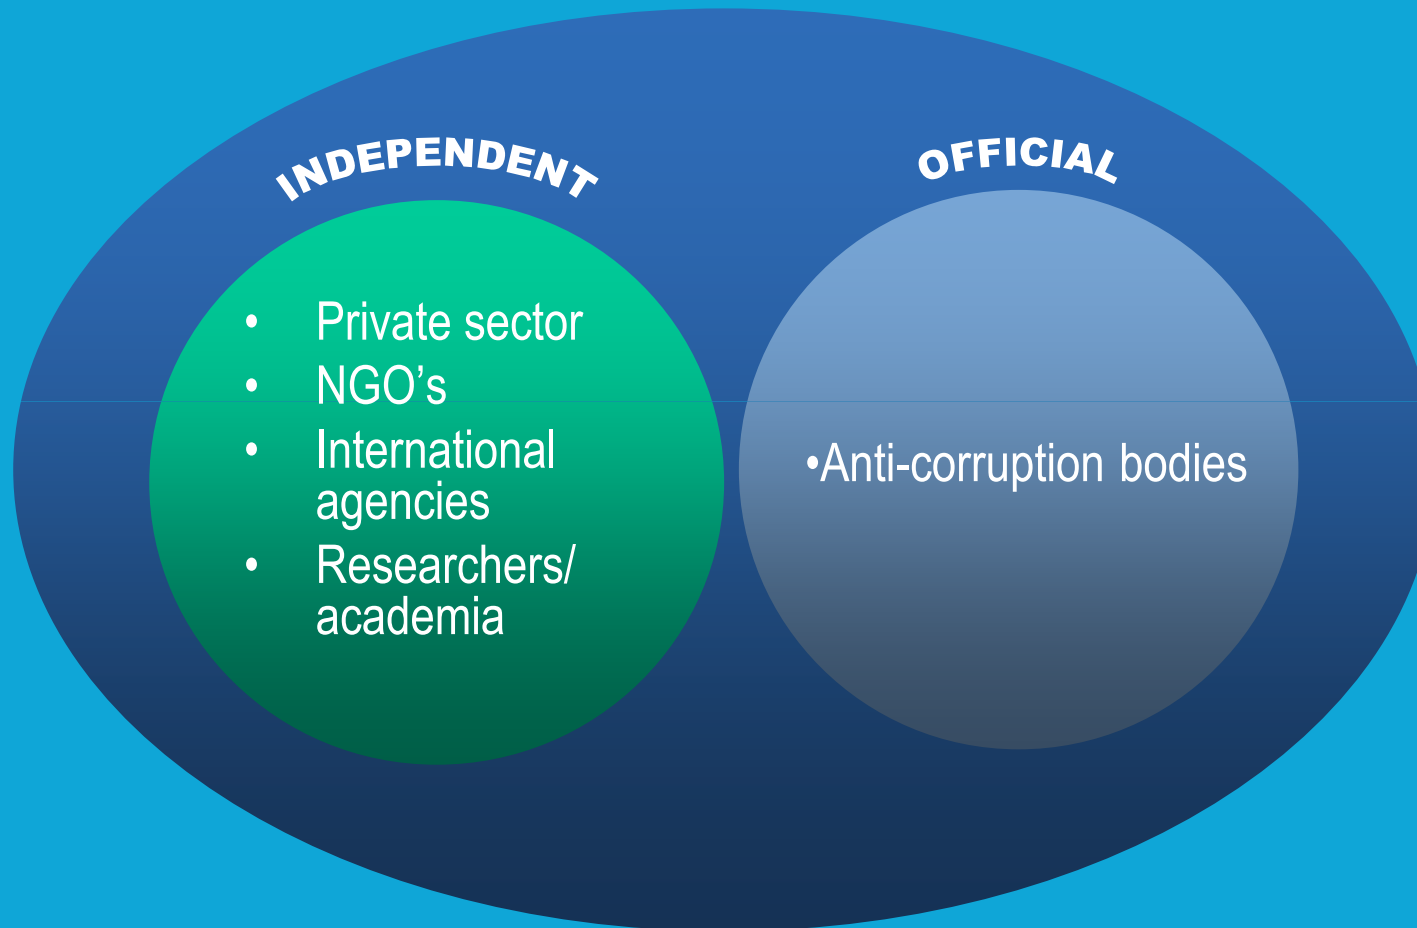 INDEPENDENT
• Private sector
• NGO’s
• International
agencies
• Researchers/
academia
OFFICIAL
•Anti-corruption bodies